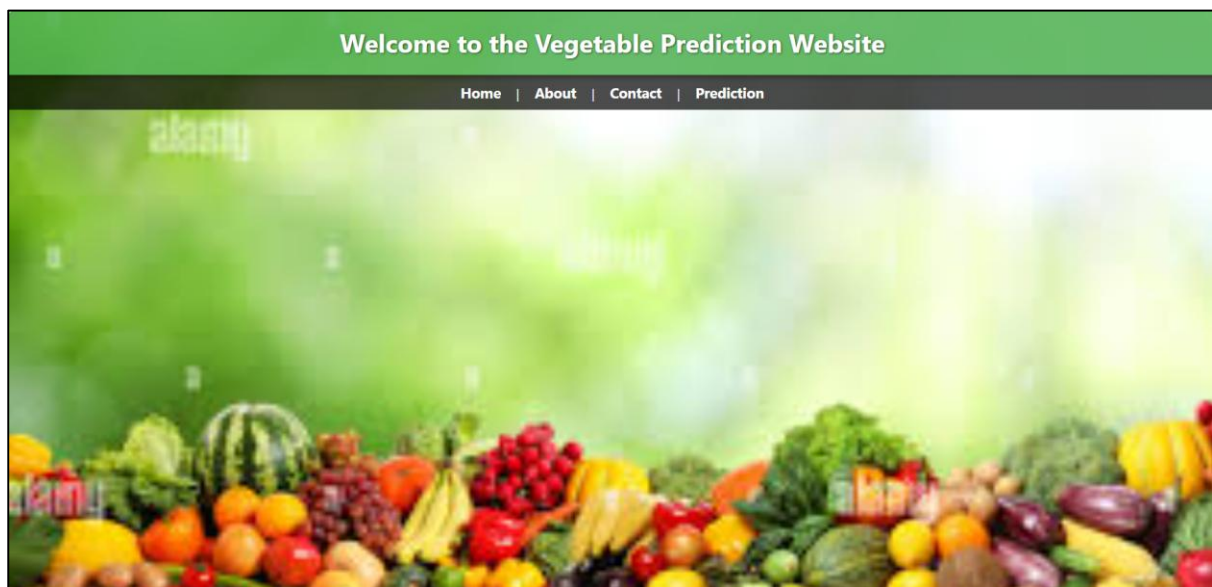 Welcome to the Vegetable Prediction Website
Home | About | Contact | Prediction
alamy
alamy
a
a
a
a
alamy
alamy